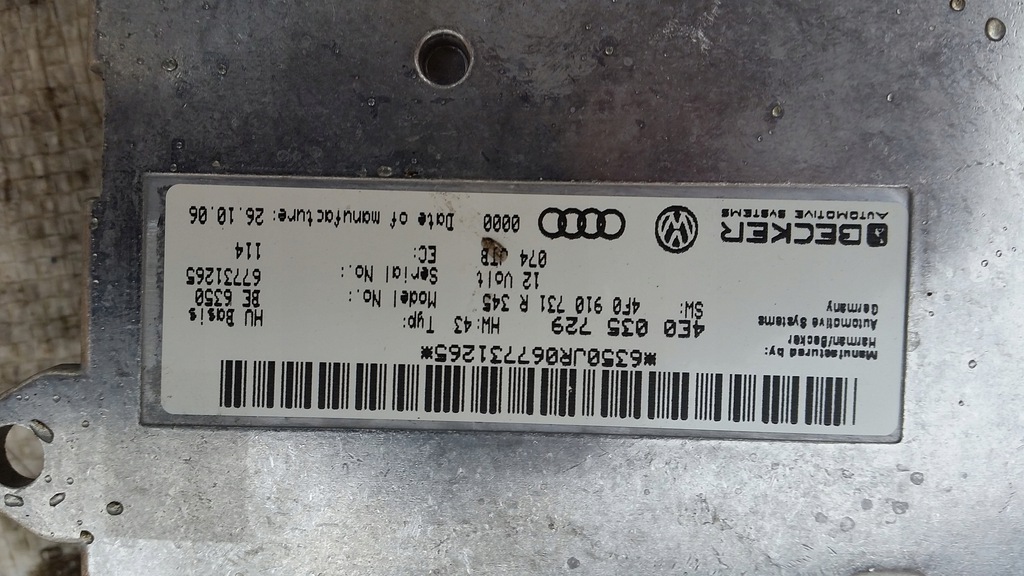 *6350JR067731265*
Manufactured by:
Harman/Becker
Automotive Systems
Germany
4E0 035 729 HW: 43
SW: 4F0 910 731 R 345
12 Volt
074
0000
Typ: HU Basis
Model No.: BE 6350
Serial No.: 67731265
EC: 114
Date of manufacture: 26.10.06
BECKER
AUTOMOTIVE SYSTEMS